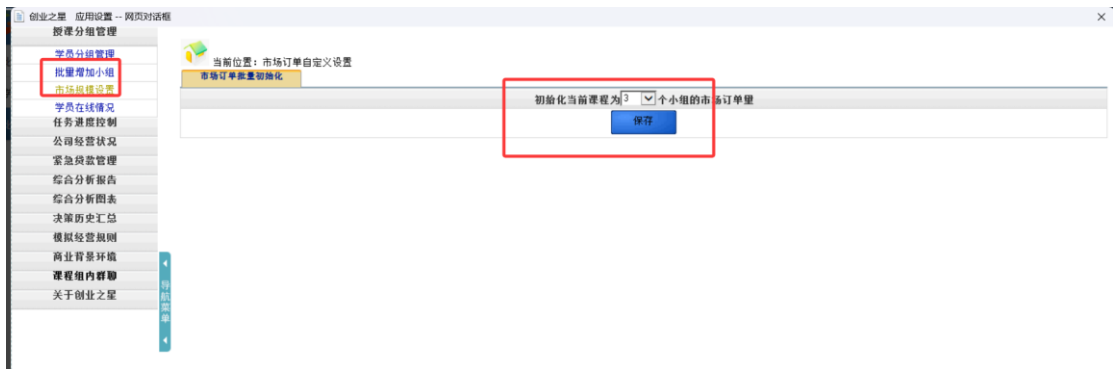 创业之星 应用设置 -- 网页对话框
授课分组管理
学员分组管理
批量增加小组
市场规模设置
学员在线情况
任务进度控制
公司经营状况
紧急贷款管理
综合分析报告
综合分析图表
决策历史汇总
模拟经营规则
商业背景环境
课程组内群聊
关于创业之星
导航菜单
当前位置：市场订单自定义设置
市场订单批量初始化
初始化当前课程为 3 个小组的市场订单量
保存